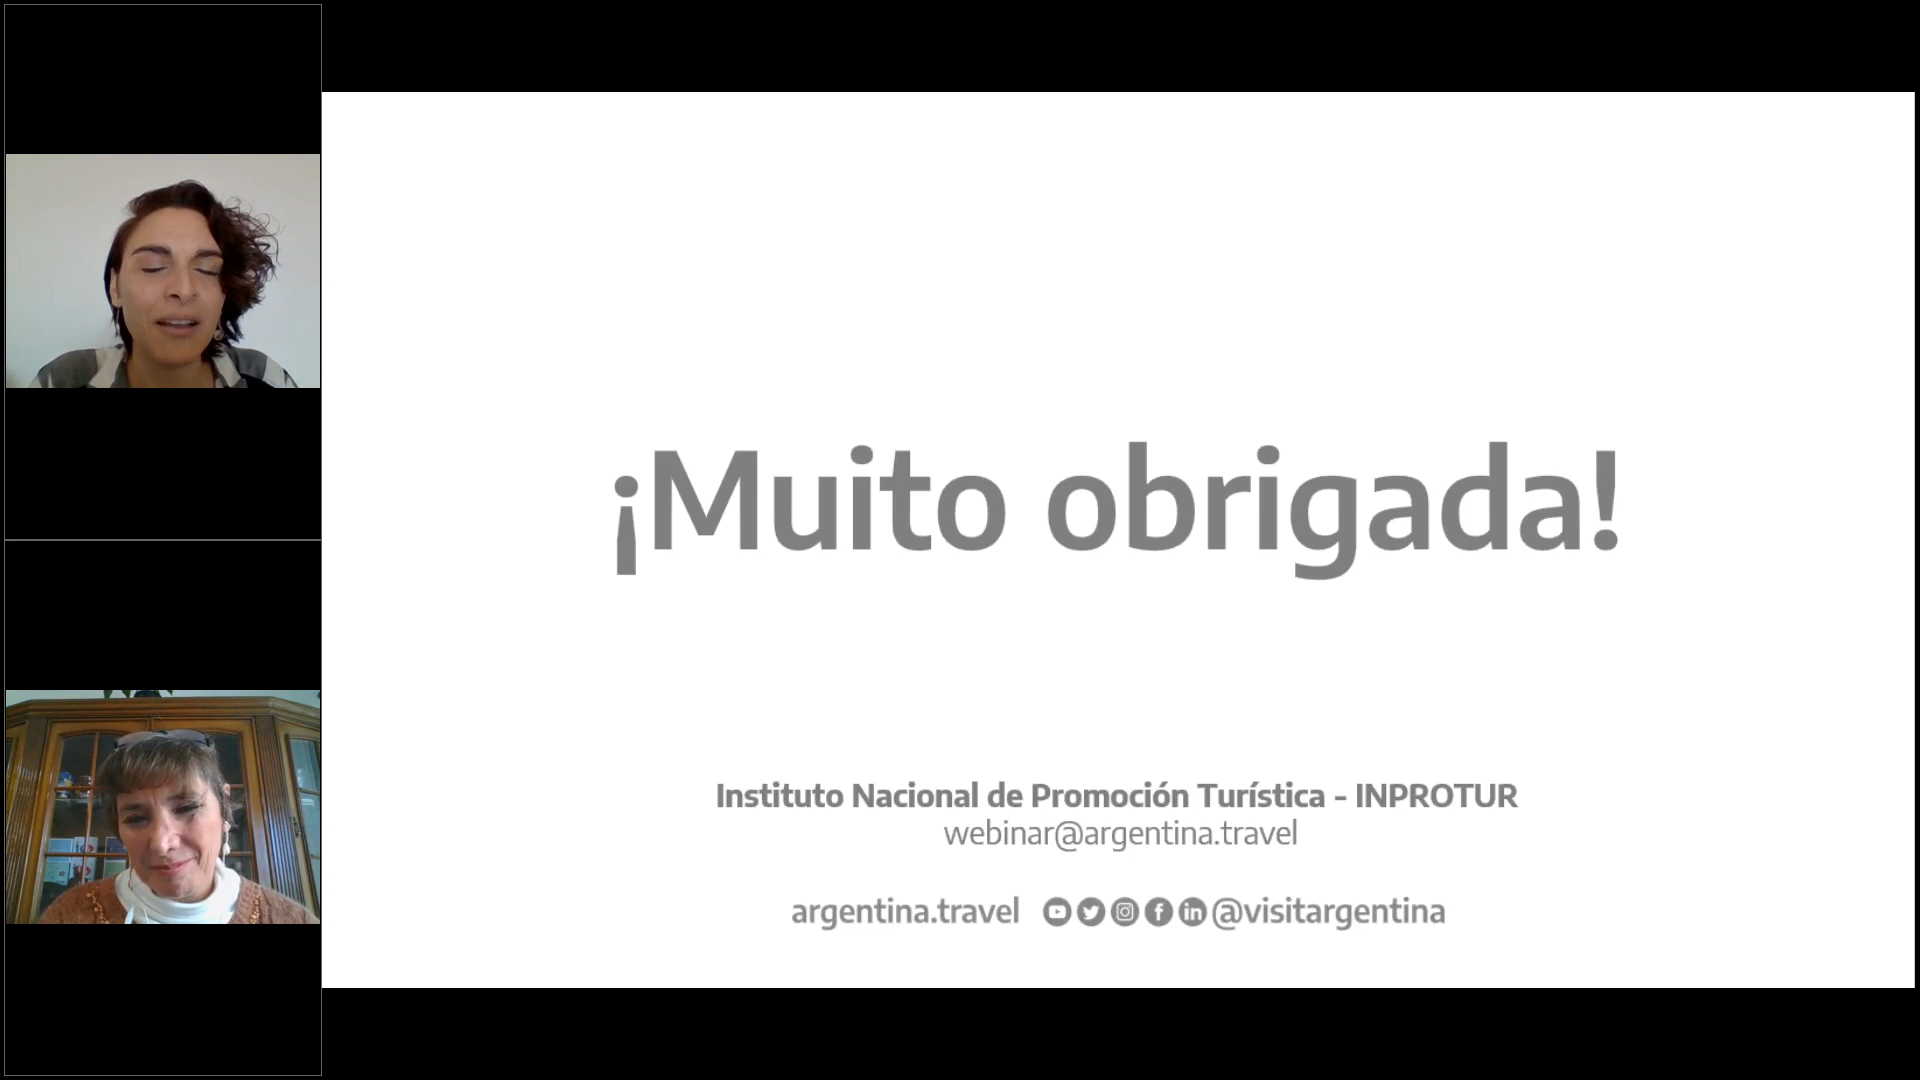 ¡Muito obrigada!
Instituto Nacional de Promoción Turística - INPROTUR
webinar@argentina.travel
argentina.travel @visitargentina